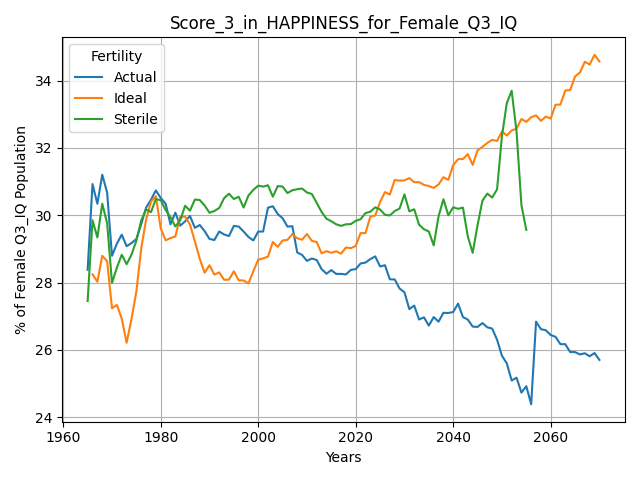 Score_3_in_HAPPINESS_for_Female_Q3_IQ
Fertility
Actual
Ideal
Sterile
% of Female Q3_IQ Population
34
32
30
28
26
24
1960
1980
2000
2020
2040
2060
Years